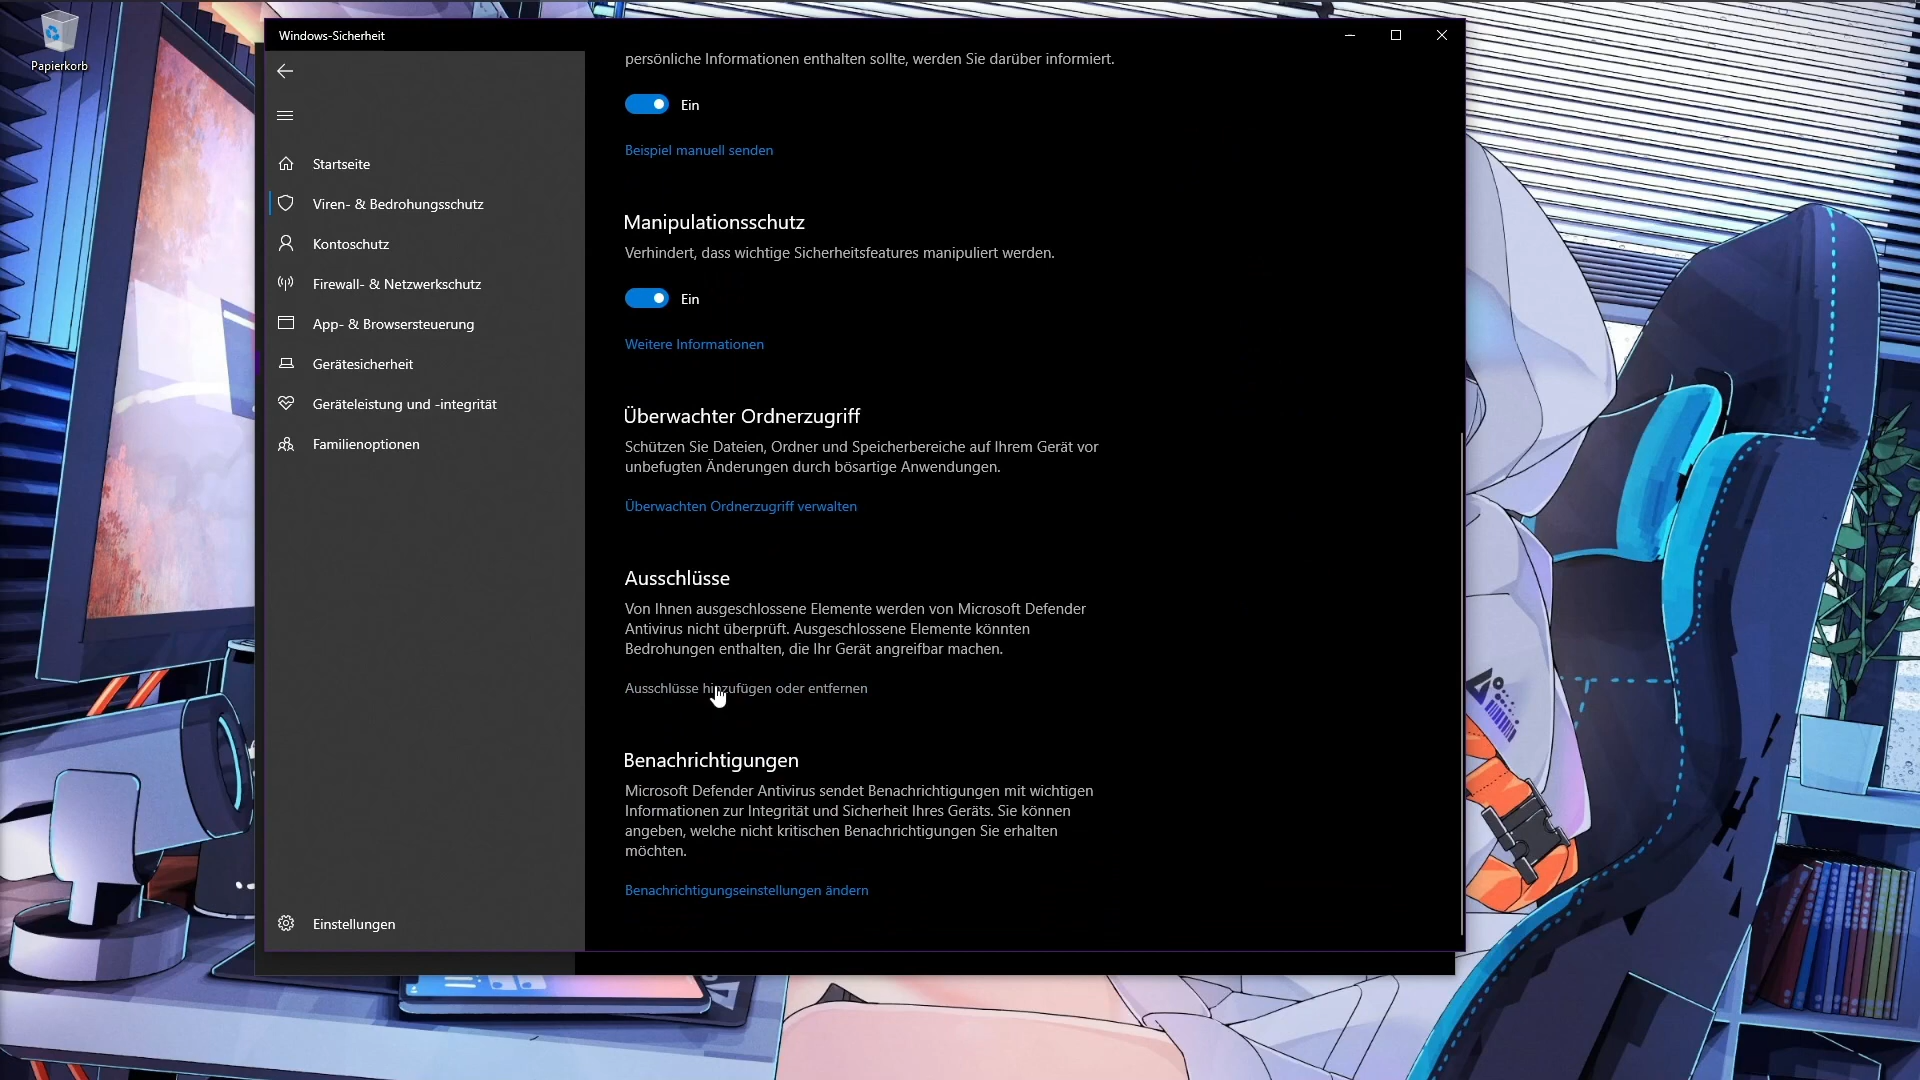 Papierkorb
Windows-Sicherheit
Startseite
Viren- & Bedrohungsschutz
Kontoschutz
Firewall- & Netzwerkschutz
App- & Browsersteuerung
Gerätesicherheit
Geräteleistung und -integrität
Familienoptionen
Einstellungen
persönliche Informationen enthalten sollte, werden Sie darüber informiert.
Ein
Beispiel manuell senden
Manipulationsschutz
Verhindert, dass wichtige Sicherheitsfeatures manipuliert werden.
Ein
Weitere Informationen
Überwachter Ordnerzugriff
Schützen Sie Dateien, Ordner und Speicherbereiche auf Ihrem Gerät vor
unbefugten Änderungen durch bösartige Anwendungen.
Überwachten Ordnerzugriff verwalten
Ausschlüsse
Von Ihnen ausgeschlossene Elemente werden von Microsoft Defender
Antivirus nicht überprüft. Ausgeschlossene Elemente könnten
Bedrohungen enthalten, die Ihr Gerät angreifbar machen.
Ausschlüsse hinzufügen oder entfernen
Benachrichtigungen
Microsoft Defender Antivirus sendet Benachrichtigungen mit wichtigen
Informationen zur Integrität und Sicherheit Ihres Geräts. Sie können
angeben, welche nicht kritischen Benachrichtigungen Sie erhalten
möchten.
Benachrichtigungseinstellungen ändern